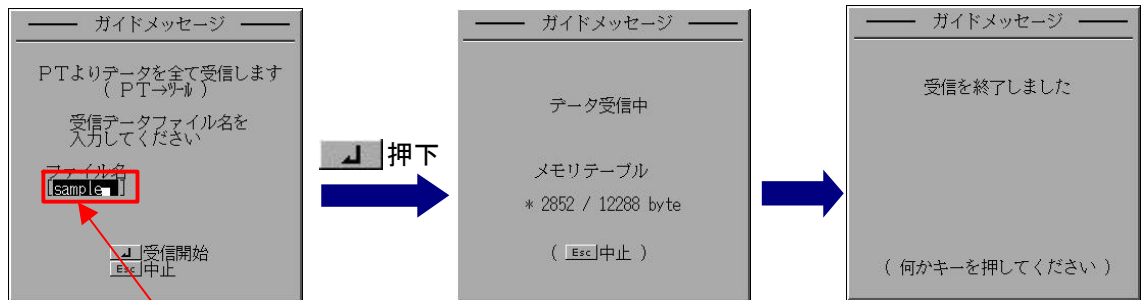 ガイドメッセージ
PTよりデータを全て受信します
( PT→ﾂｰﾙ )
受信データファイル名を
入力してください
ファイル名
[sample ]
受信開始
Esc 中止
押下
ガイドメッセージ
データ受信中
メモリテーブル
* 2852 / 12288 byte
( Esc 中止 )
ガイドメッセージ
受信を終了しました
( 何かキーを押してください )